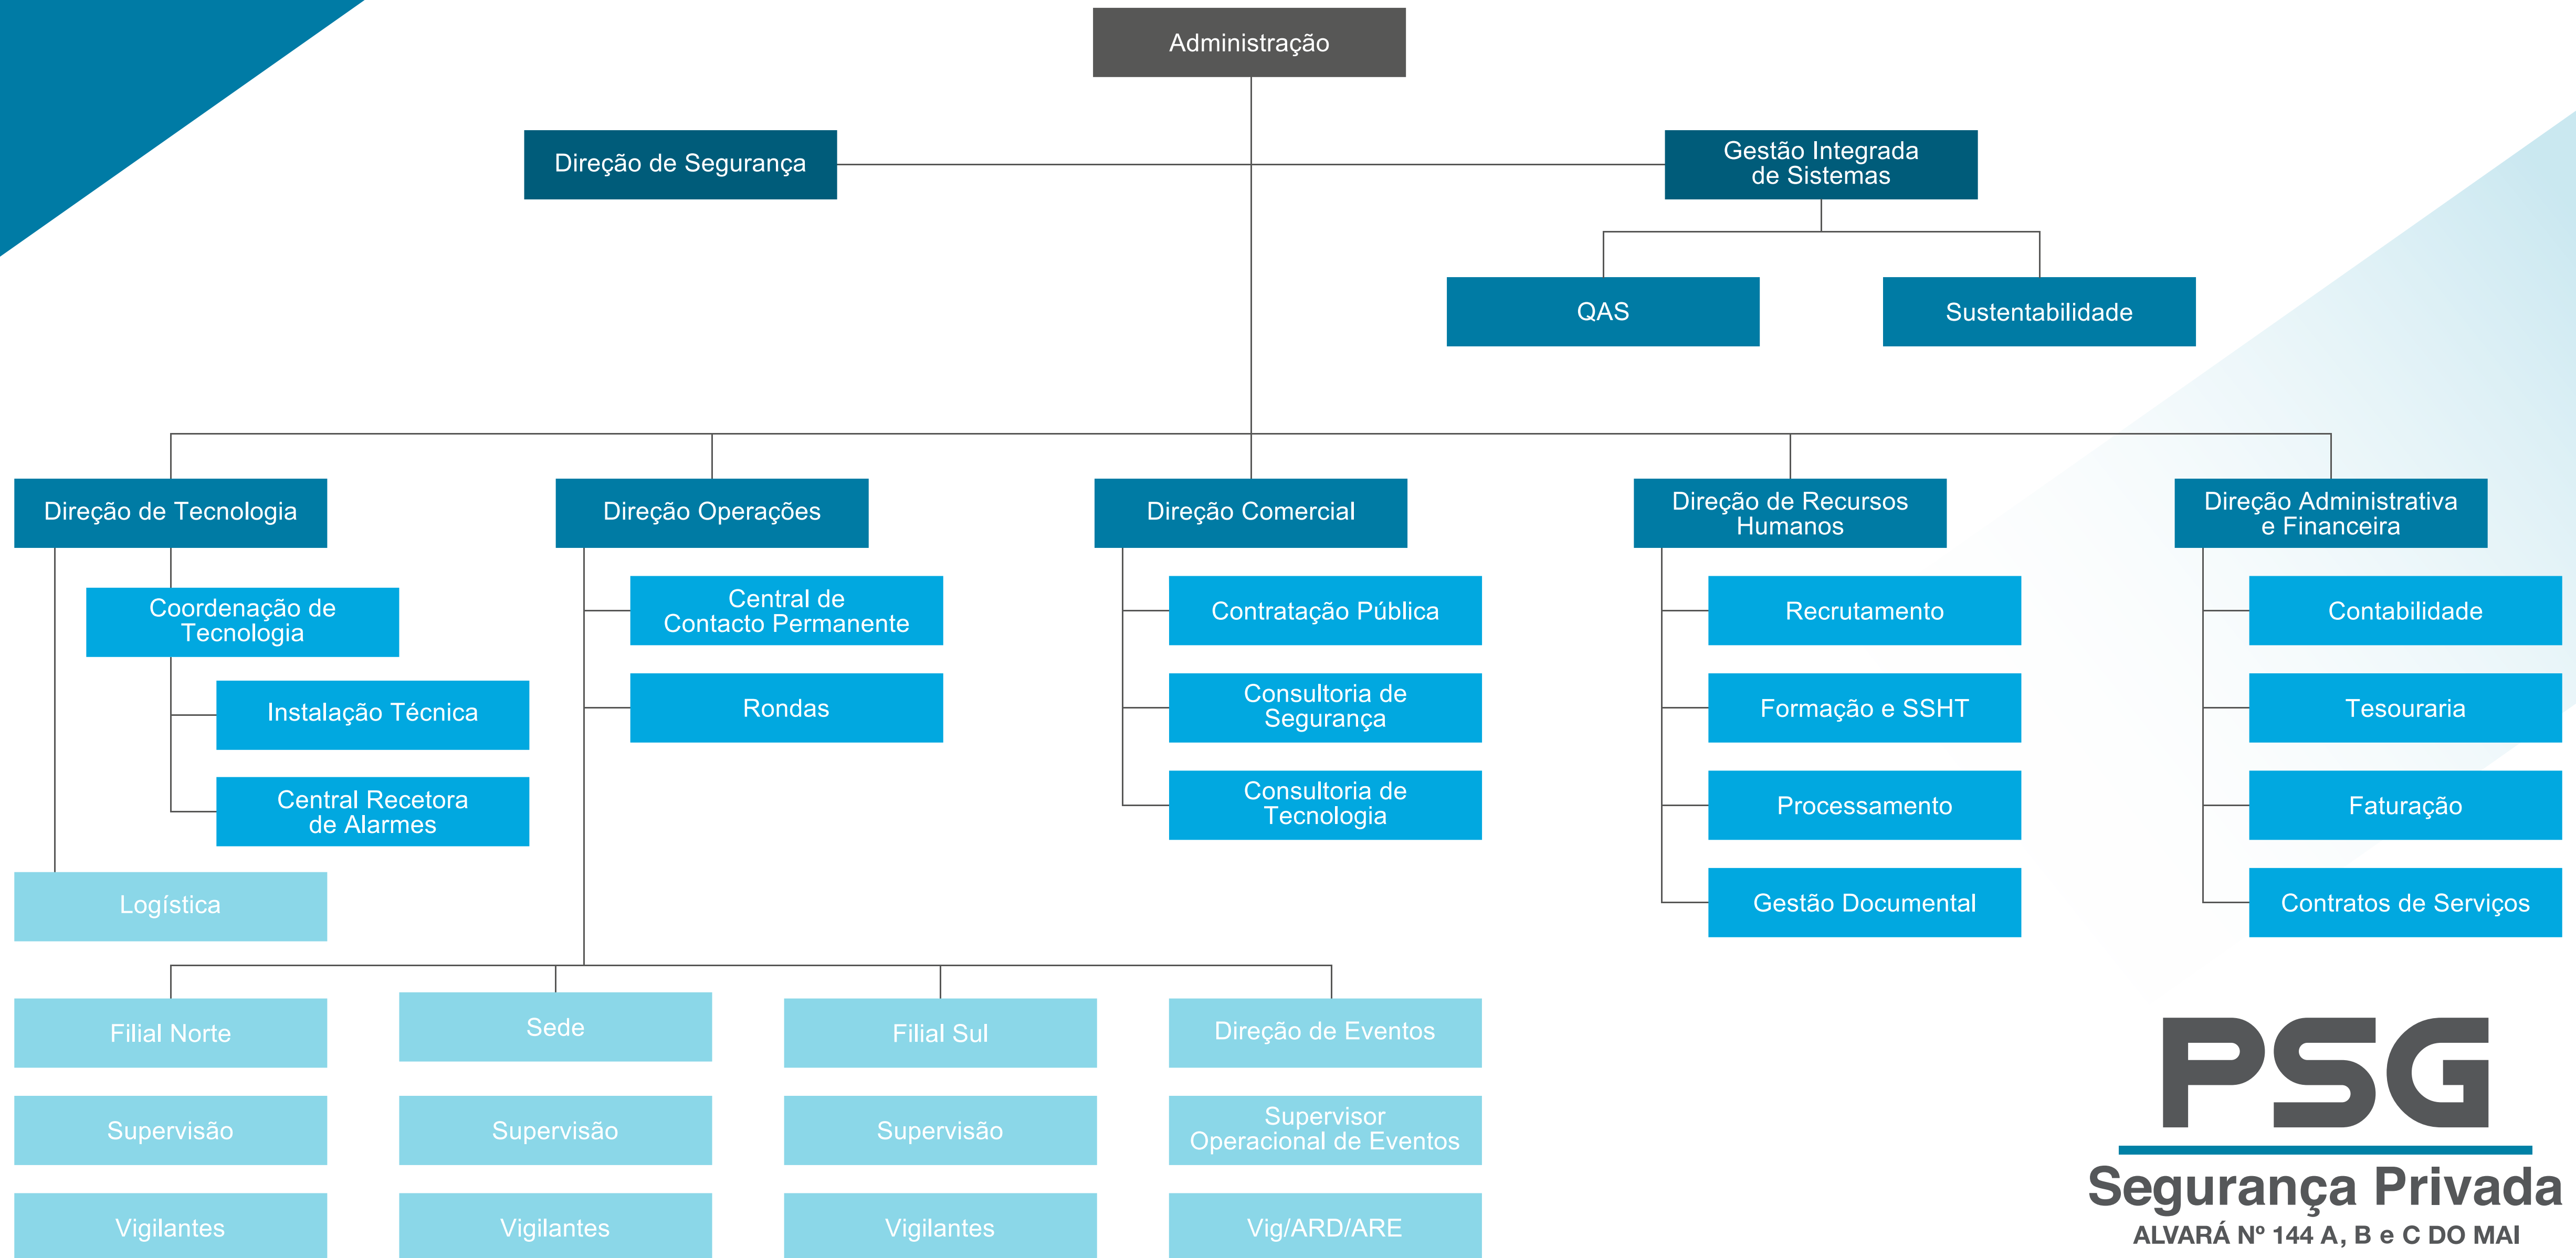 Administração
Direção de Segurança
Gestão Integrada
de Sistemas
QAS
Sustentabilidade
Direção de Tecnologia
Direção Operações
Direção Comercial
Direção de Recursos
Humanos
Direção Administrativa
e Financeira
Coordenação de
Tecnologia
Instalação Técnica
Central Recetora
de Alarmes
Logística
Central de
Contacto Permanente
Rondas
Contratação Pública
Consultoria de
Segurança
Consultoria de
Tecnologia
Recrutamento
Formação e SSHT
Processamento
Gestão Documental
Contabilidade
Tesouraria
Faturação
Contratos de Serviços
Filial Norte
Supervisão
Vigilantes
Sede
Supervisão
Vigilantes
Filial Sul
Supervisão
Vigilantes
Direção de Eventos
Supervisor
Operacional de Eventos
Vig/ARD/ARE
PSG
Segurança Privada
ALVARÁ Nº 144 A, B e C DO MAI